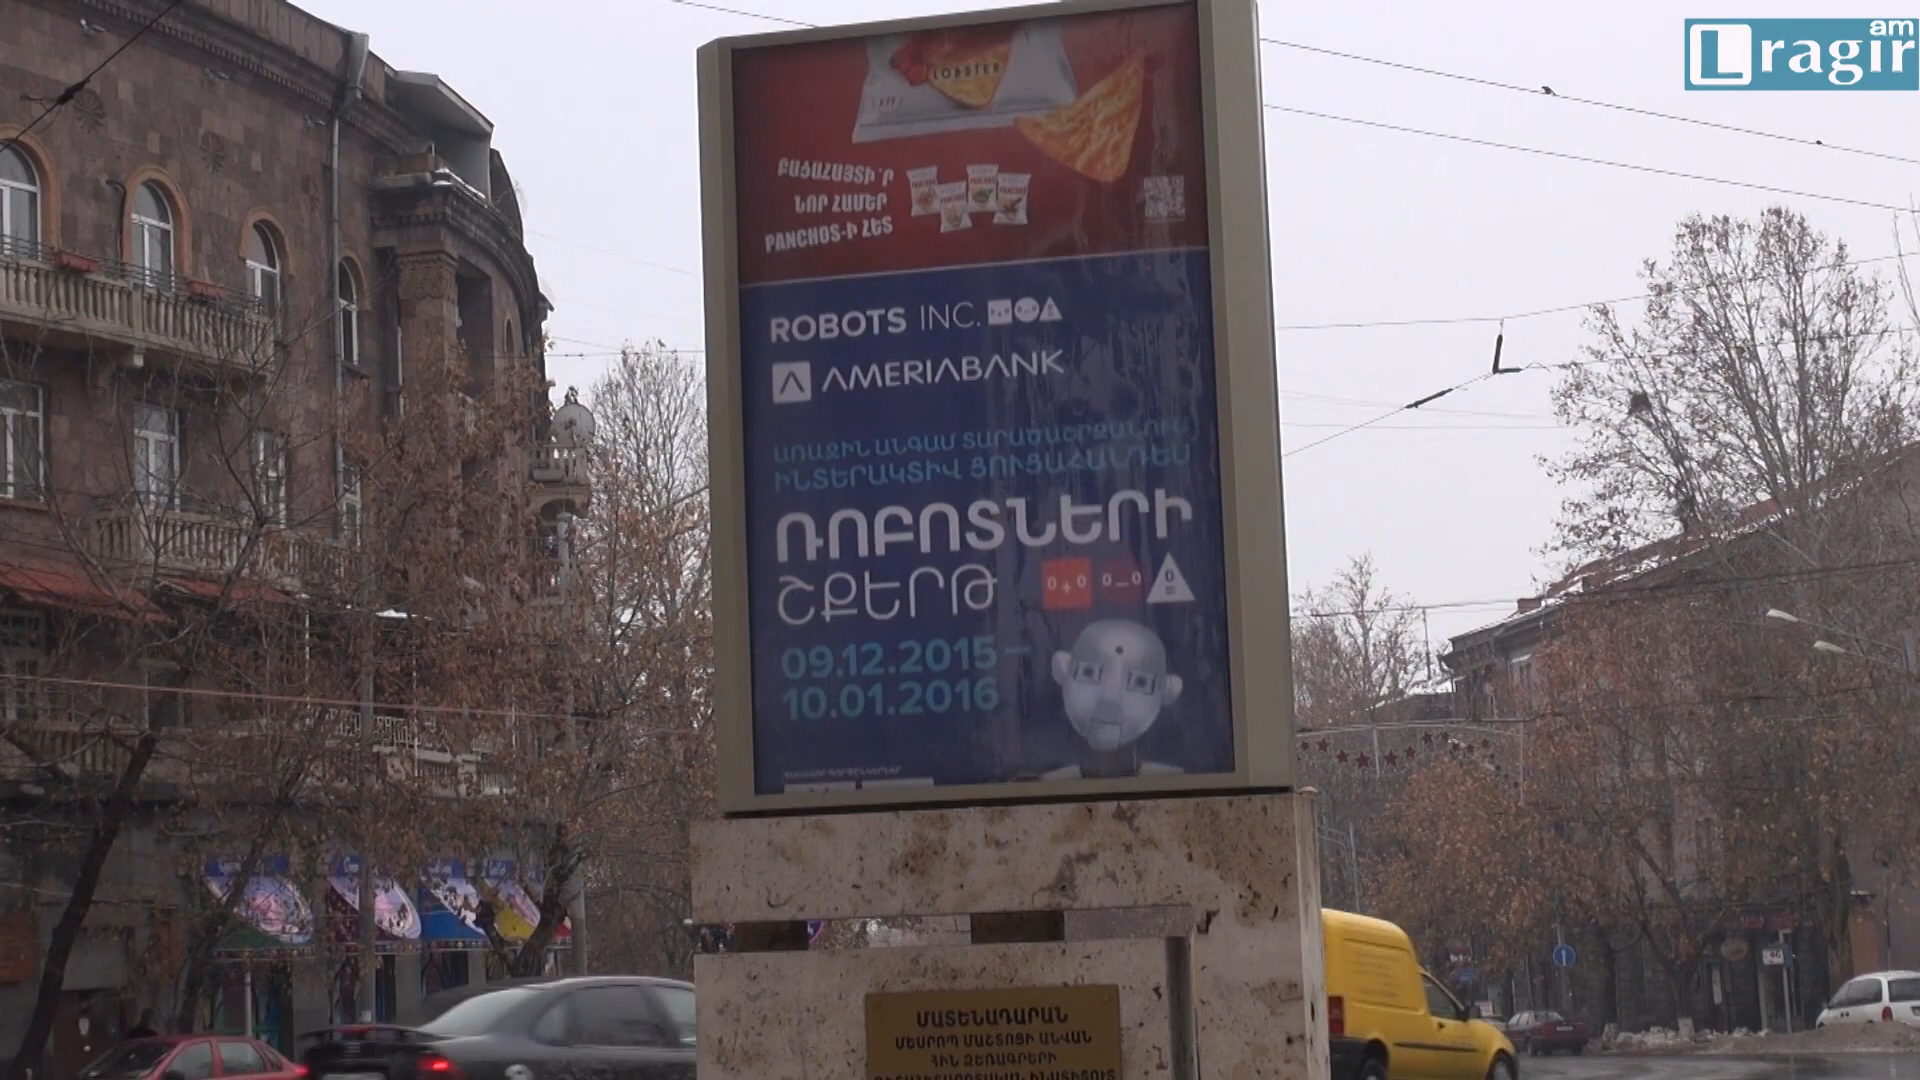 am
Lragir
LOBSTER
ԲԱՑԱՀԱՅՏԻ՛Ր
ՆՈՐ ՀԱՄԵՐ
PANCHOS-Ի ՀԵՏ
ROBOTS INC.
AMERIABANK
ԱՌԱՋԻՆ ԱՆԳԱՄ ՏԱՐԱԾԱՇՐՋԱՆՈՒՄ
ԻՆՏԵՐԱԿՏԻՎ ՑՈՒՑԱՀԱՆԴԵՍ
ՌՈԲՈՏՆԵՐԻ
ՇՔԵՐԹ
09.12.2015 –
10.01.2016
ՄԱՏԵՆԱԴԱՐԱՆ
ՄԵՍՐՈՊ ՄԱՇՏՈՑԻ ԱՆՎԱՆ
ՀԻՆ ՁԵՌԱԳՐԵՐԻ